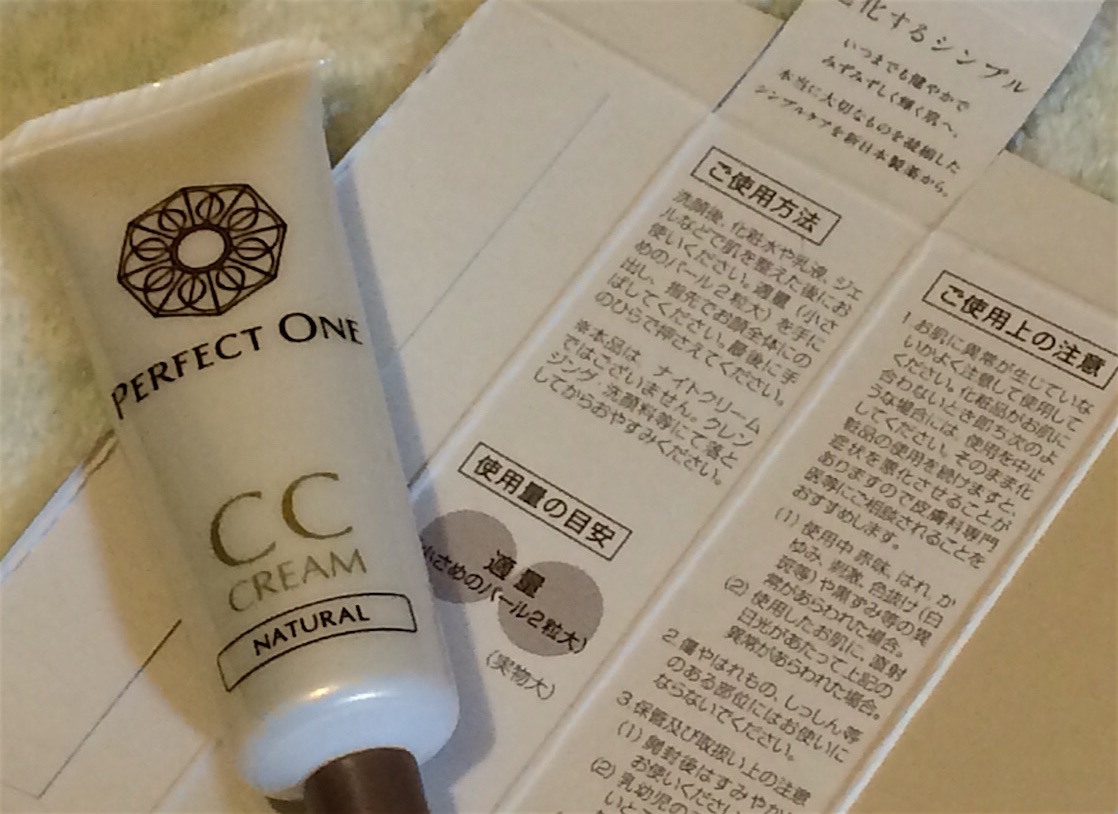 PERFECT ONE
CC
CREAM
NATURAL
化するシンプル
いつまでも健やかで
みずみずしく輝く肌へ。
本当に大切なものを凝縮した
シンプルケアを新日本製薬から。
ご使用方法
洗顔後、化粧水や乳液、ジェ
ルなどで肌を整えた後にお
使いください。適量（小さ
めのパール2粒大）を手に
出し、指先でお顔全体にの
ばしてください。最後に手
のひらで押さえてください。
※本品は、ナイトクリーム
ではございません。クレン
ジング・洗顔料等にて落と
してからおやすみください。
使用量の目安
適量
小さめのパール2粒大)
(実物大)
ご使用上の注意
1.お肌に異常が生じていな
いかよく注意して使用して
ください。化粧品がお肌に
合わないとき即ち次のよ
うな場合には、使用を中止
してください。そのまま化
粧品の使用を続けますと、
症状を悪化させることが
ありますので皮膚科専門
医等にご相談されることを
おすすめします。
(1) 使用中 赤味、はれ、か
ゆみ、刺激、色抜け(白
斑等)や黒ずみ等の異
常があらわれた場合。
(2) 使用したお肌に、直射
日光があたって上記の
異常があらわれた場合。
2.傷やはれもの、しっしん等
のある部位にはお使いに
ならないでください。
3.保管及び取扱い上の注意
(1) 開封後はすみやかに
お使いください
(2) 乳幼児の